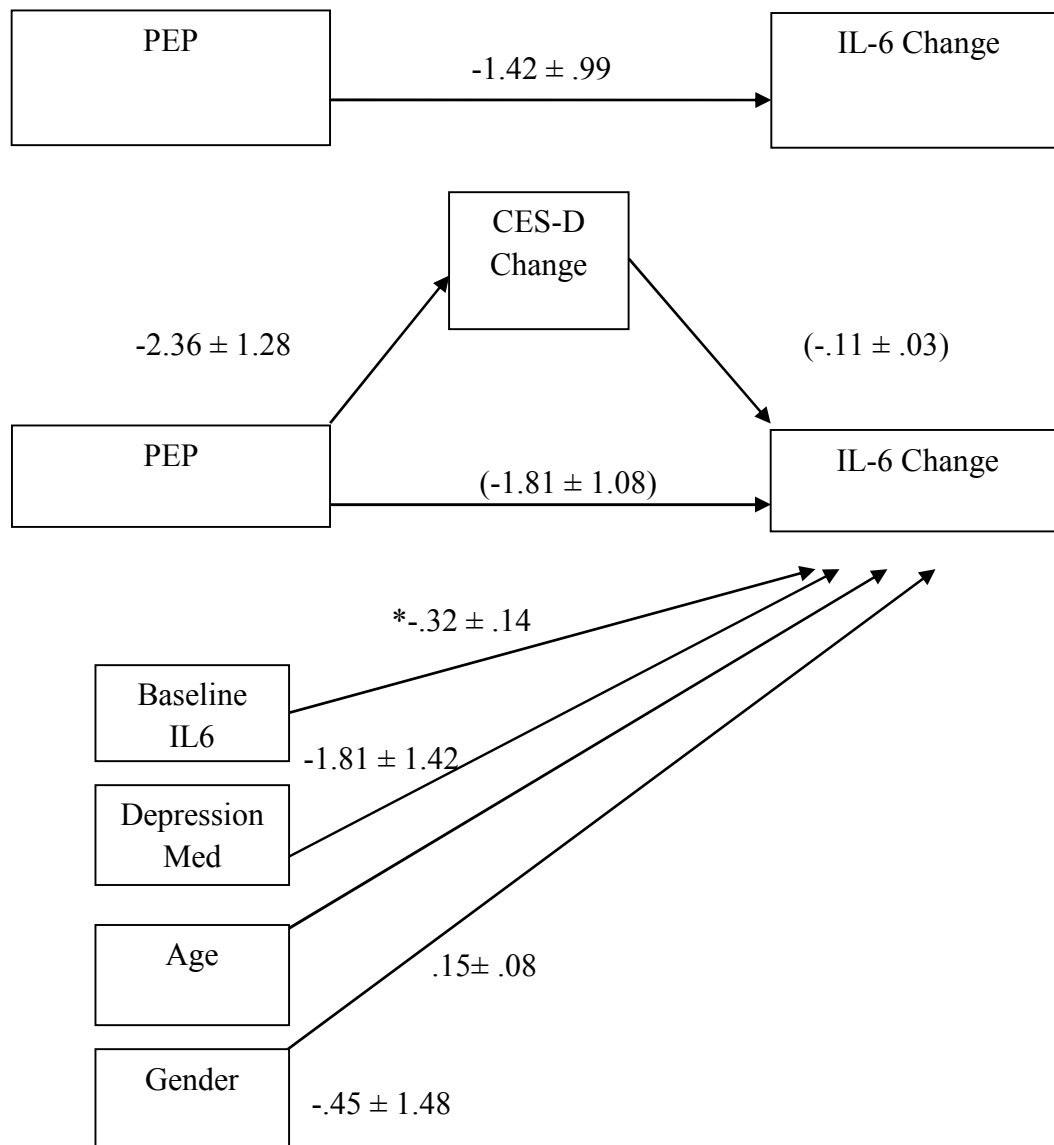 PEP
-1.42 ± .99
IL-6 Change
CES-D
Change
-2.36 ± 1.28
(-.11 ± .03)
PEP
(-1.81 ± 1.08)
IL-6 Change
*-.32 ± .14
Baseline
IL6
-1.81 ± 1.42
Depression
Med
Age
.15± .08
Gender
-.45 ± 1.48